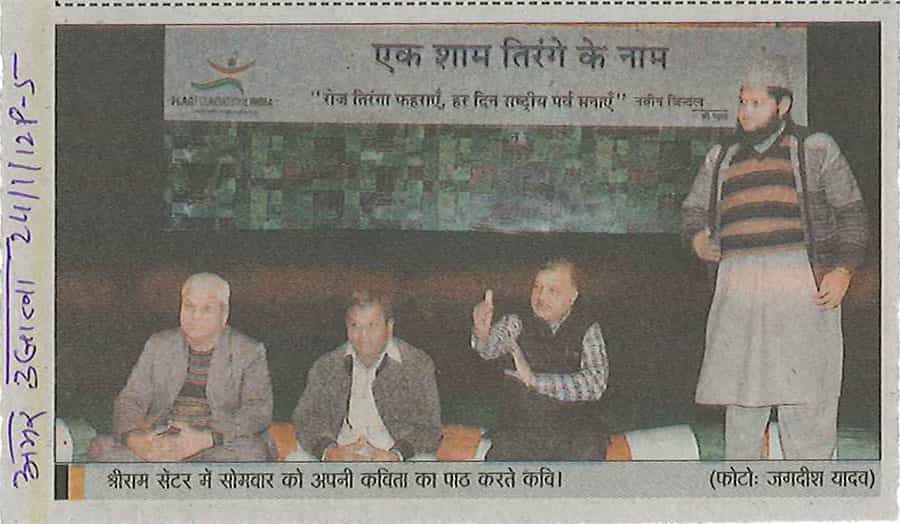 अमर उजाला 24/1/12 P-5
एक शाम तिरंगे के नाम
FLAG FOUNDATION OF INDIA
"रोज तिरंगा फहराएँ, हर दिन राष्ट्रीय पर्व मनाएँ" नवीन जिन्दल
श्रीराम सेंटर में सोमवार को अपनी कविता का पाठ करते कवि। (फोटो: जगदीश यादव)